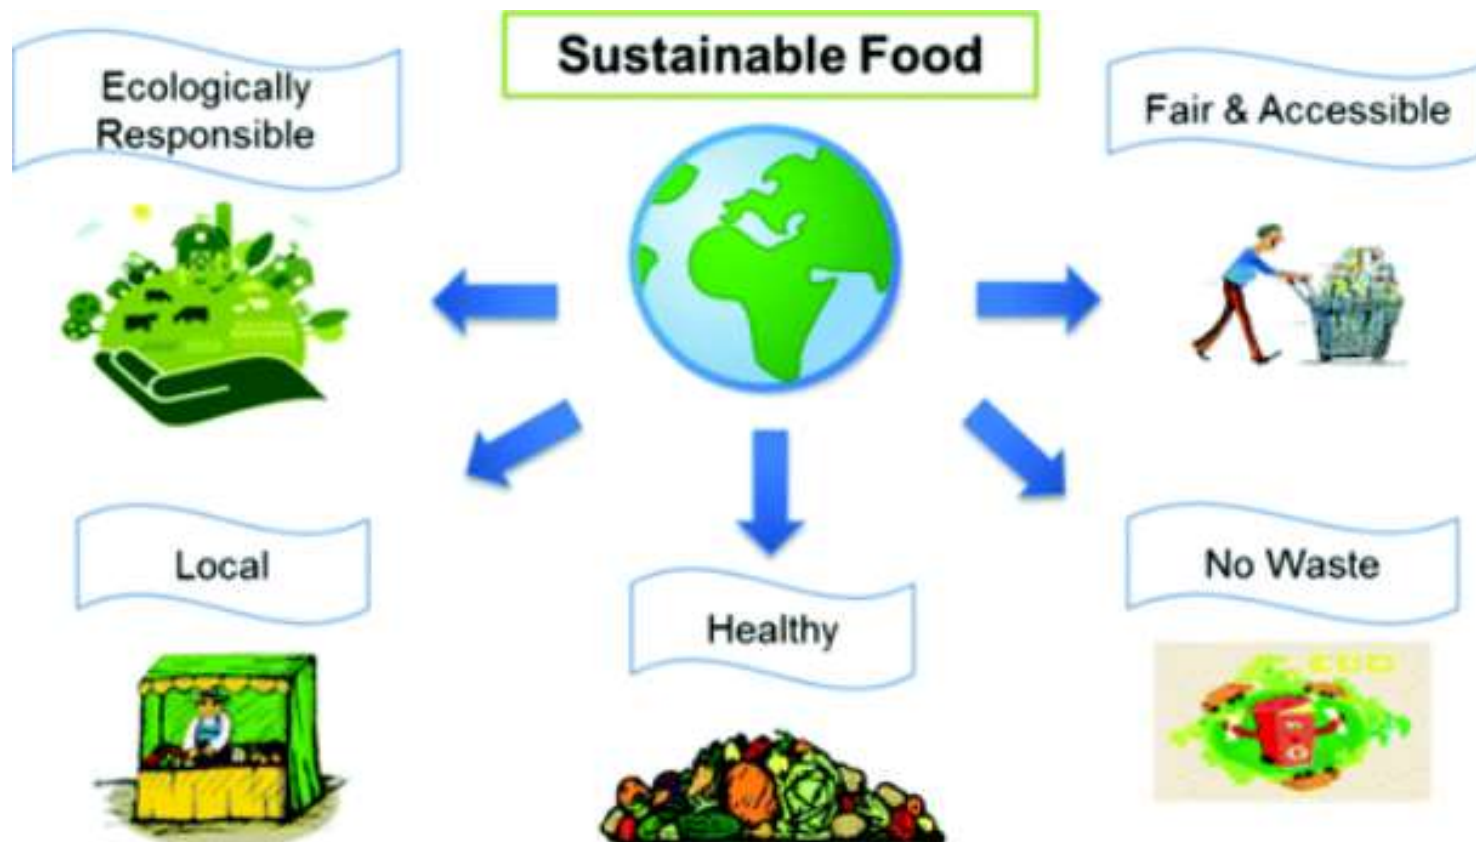 Sustainable Food
Ecologically
Responsible
Fair & Accessible
Local
Healthy
No Waste